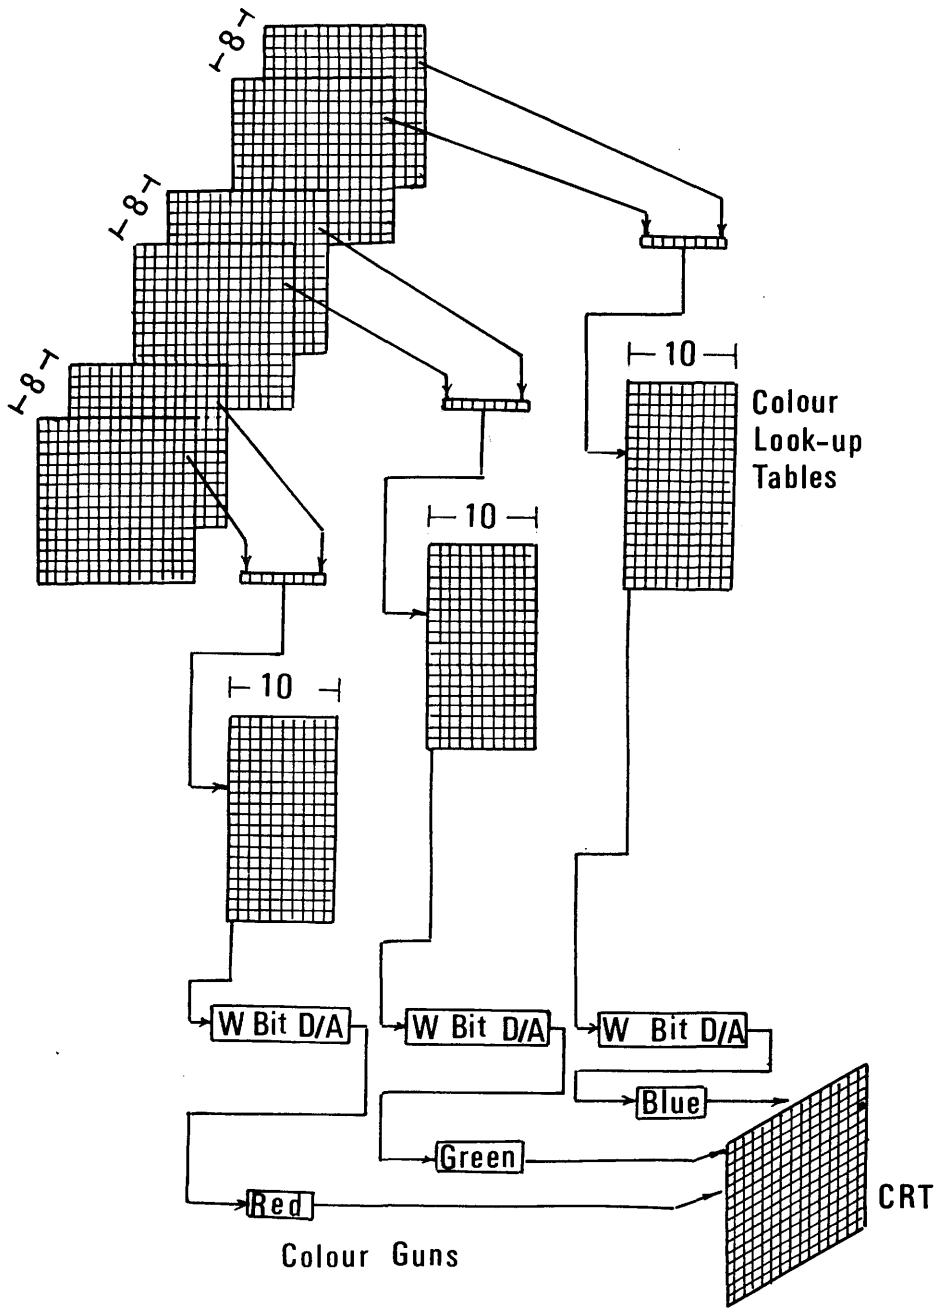 8
8
8
10
Colour
Look-up
Tables
10
10
W Bit D/A
W Bit D/A
W Bit D/A
Blue
Green
Red
CRT
Colour Guns